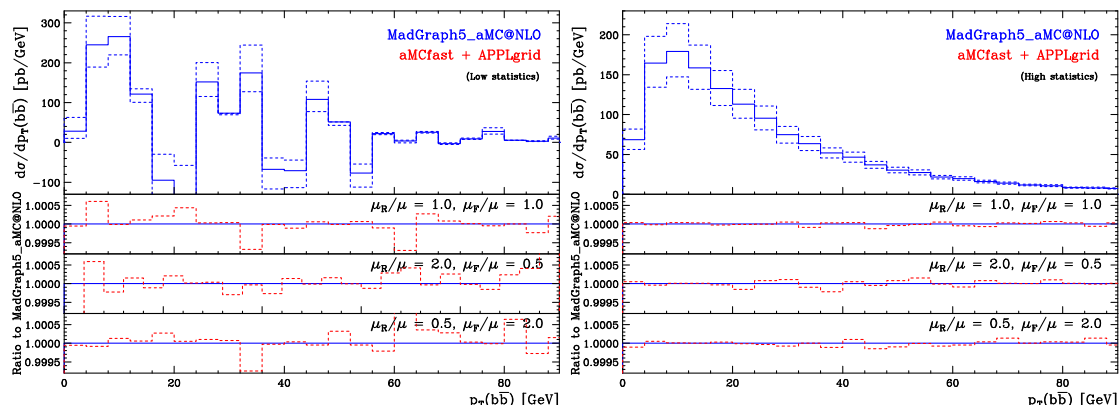 300
200
100
0
-100
dσ/dp_T(bb̅) [pb/GeV]
MadGraph5_aMC@NLO
aMCfast + APPLgrid
(Low statistics)
Ratio to MadGraph5_aMC@NLO
1.0005
1.0000
0.9995
μ_R/μ = 1.0, μ_F/μ = 1.0
1.0005
1.0000
0.9995
μ_R/μ = 2.0, μ_F/μ = 0.5
1.0005
1.0000
0.9995
μ_R/μ = 0.5, μ_F/μ = 2.0
0 20 40 60 80
p_T(bb̅) [GeV]
200
150
100
50
0
dσ/dp_T(bb̅) [pb/GeV]
MadGraph5_aMC@NLO
aMCfast + APPLgrid
(High statistics)
Ratio to MadGraph5_aMC@NLO
1.0005
1.0000
0.9995
μ_R/μ = 1.0, μ_F/μ = 1.0
1.0005
1.0000
0.9995
μ_R/μ = 2.0, μ_F/μ = 0.5
1.0005
1.0000
0.9995
μ_R/μ = 0.5, μ_F/μ = 2.0
0 20 40 60 80
p_T(bb̅) [GeV]